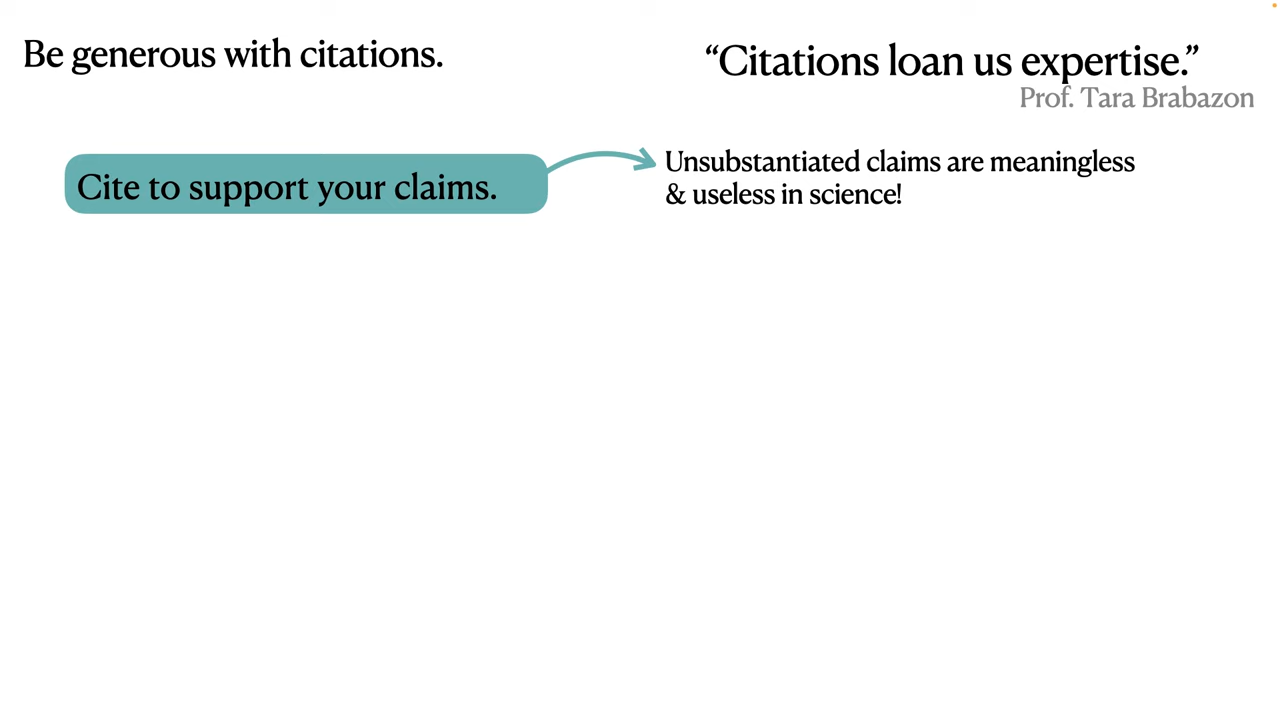 Be generous with citations.
“Citations loan us expertise.”
Prof. Tara Brabazon
Cite to support your claims.
Unsubstantiated claims are meaningless
& useless in science!